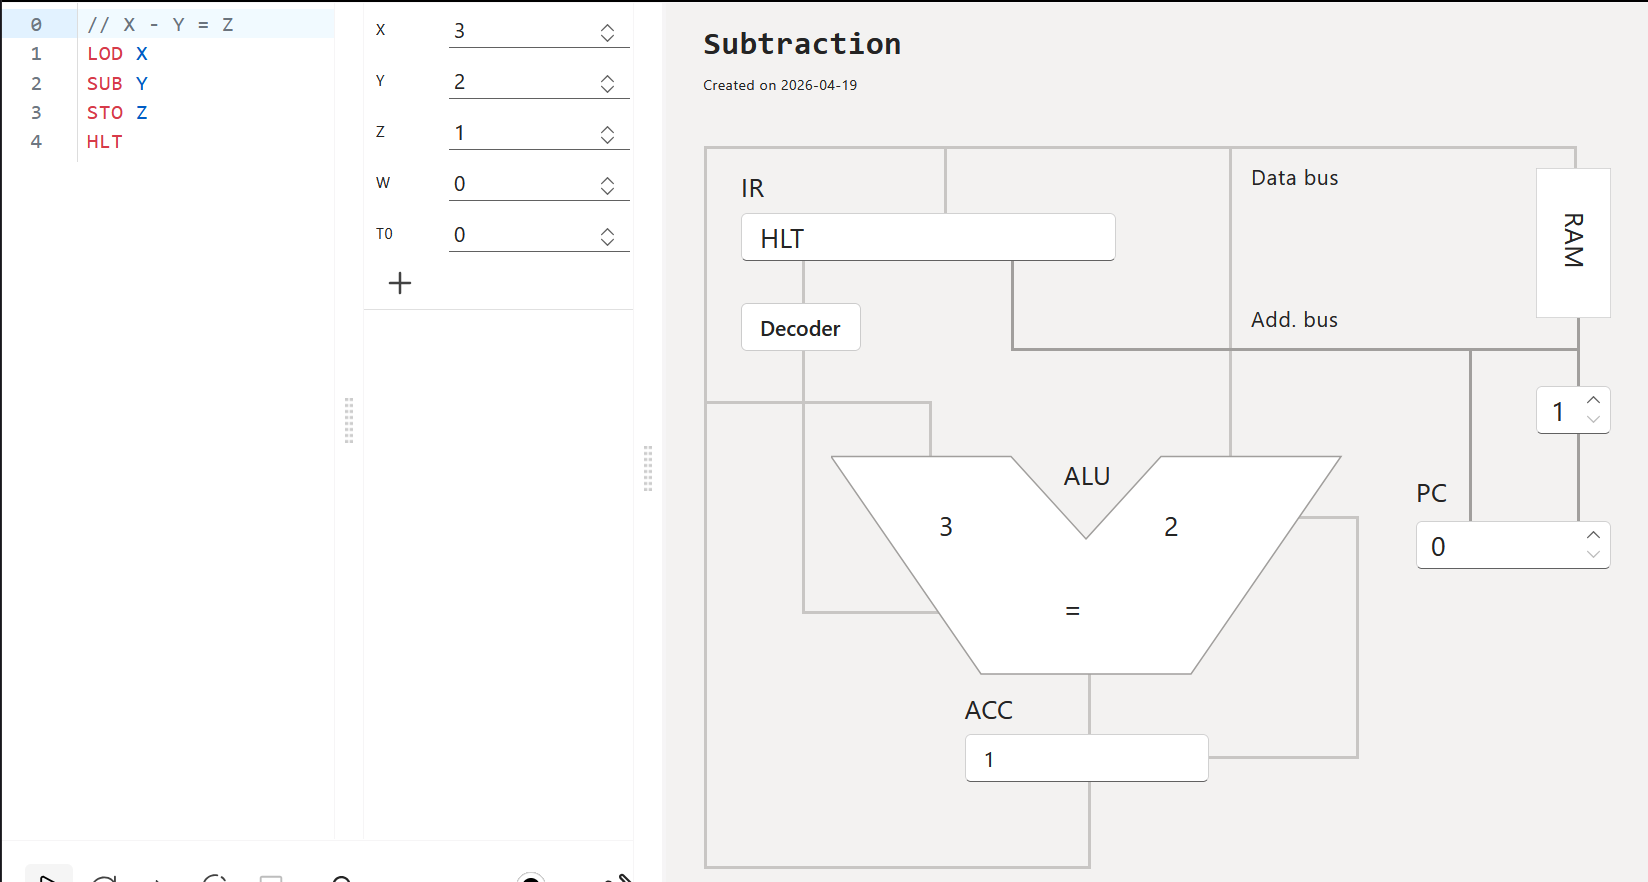 0 // X - Y = Z
1 LOD X
2 SUB Y
3 STO Z
4 HLT
X 3
Y 2
Z 1
W 0
T0 0
Subtraction
Created on 2026-04-19
Data bus
IR
HLT
RAM
Decoder
Add. bus
1
ALU
3 2
=
PC
0
ACC
1